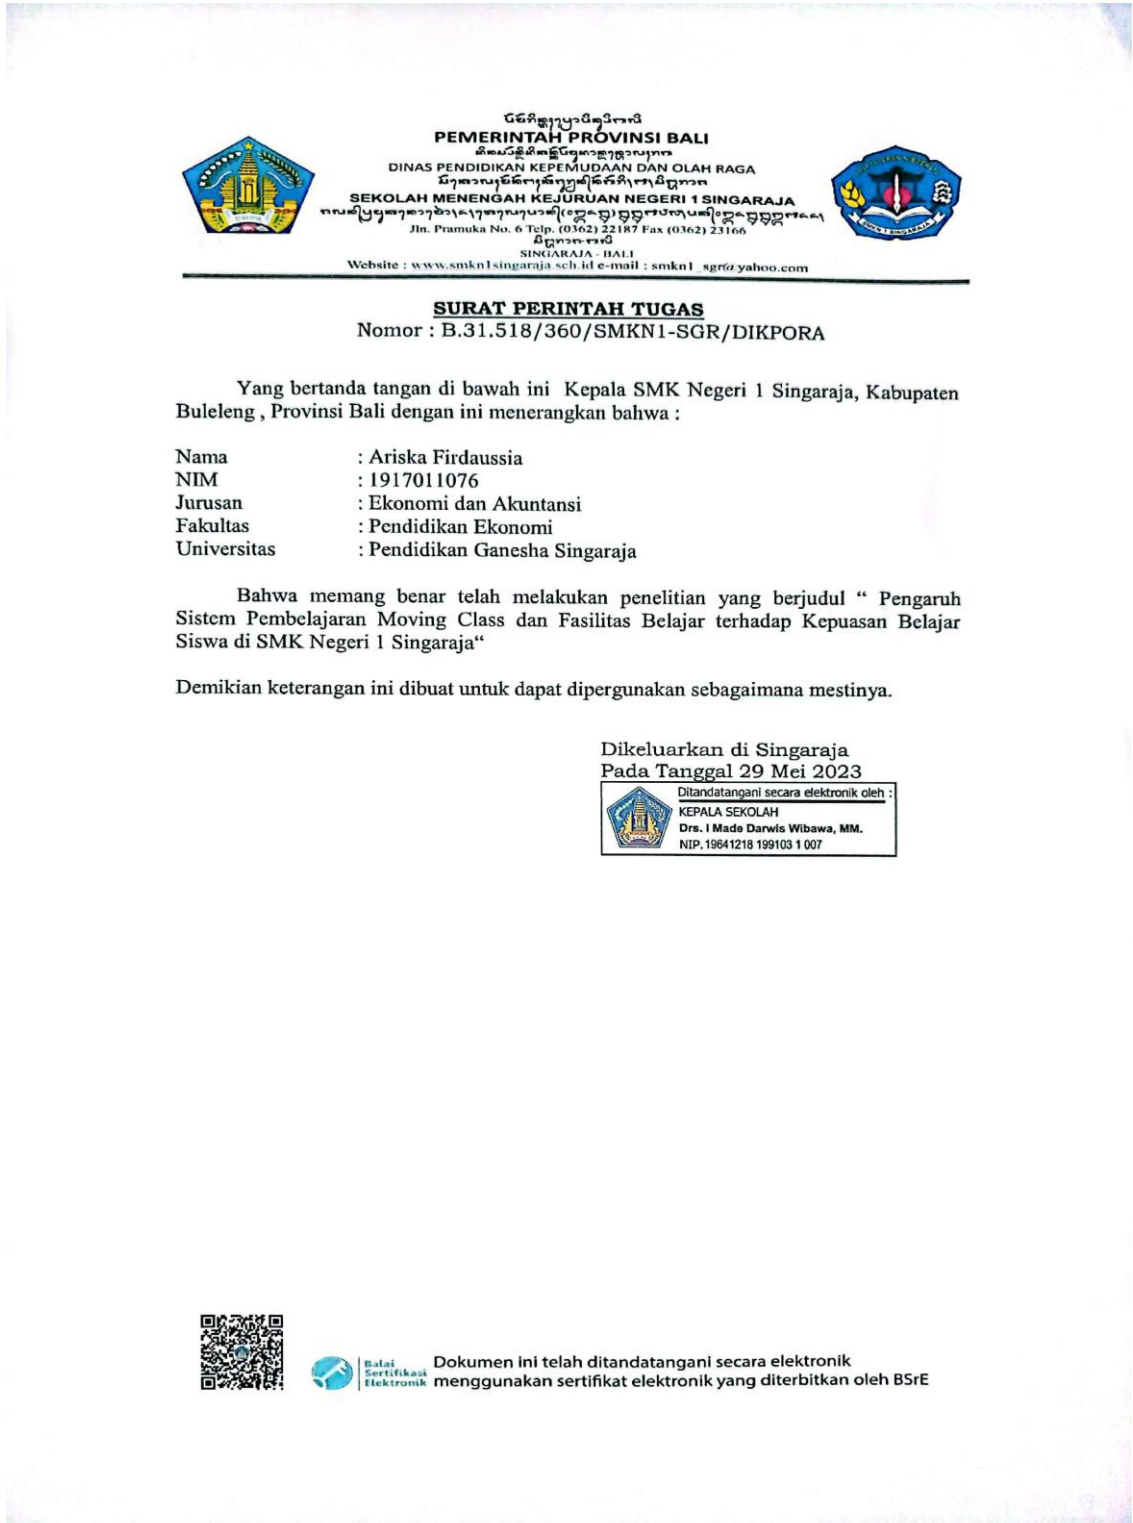 PEMERINTAH PROVINSI BALI
DINAS PENDIDIKAN KEPEMUDAAN DAN OLAH RAGA
SEKOLAH MENENGAH KEJURUAN NEGERI 1 SINGARAJA
Jln. Pramuka No. 6 Telp. (0362) 22187 Fax (0362) 23166
SINGARAJA - BALI
Website : www.smkn1singaraja.sch.id e-mail : smkn1_sgr@yahoo.com
SURAT PERINTAH TUGAS
Nomor : B.31.518/360/SMKN1-SGR/DIKPORA
Yang bertanda tangan di bawah ini Kepala SMK Negeri 1 Singaraja, Kabupaten
Buleleng , Provinsi Bali dengan ini menerangkan bahwa :
Nama : Ariska Firdaussia
NIM : 1917011076
Jurusan : Ekonomi dan Akuntansi
Fakultas : Pendidikan Ekonomi
Universitas : Pendidikan Ganesha Singaraja
Bahwa memang benar telah melakukan penelitian yang berjudul “ Pengaruh
Sistem Pembelajaran Moving Class dan Fasilitas Belajar terhadap Kepuasan Belajar
Siswa di SMK Negeri 1 Singaraja“
Demikian keterangan ini dibuat untuk dapat dipergunakan sebagaimana mestinya.
Dikeluarkan di Singaraja
Pada Tanggal 29 Mei 2023
Ditandatangani secara elektronik oleh :
KEPALA SEKOLAH
Drs. I Made Darwis Wibawa, MM.
NIP. 19641218 199103 1 007
Balai
Sertifikasi
Elektronik
Dokumen ini telah ditandatangani secara elektronik
menggunakan sertifikat elektronik yang diterbitkan oleh BSrE